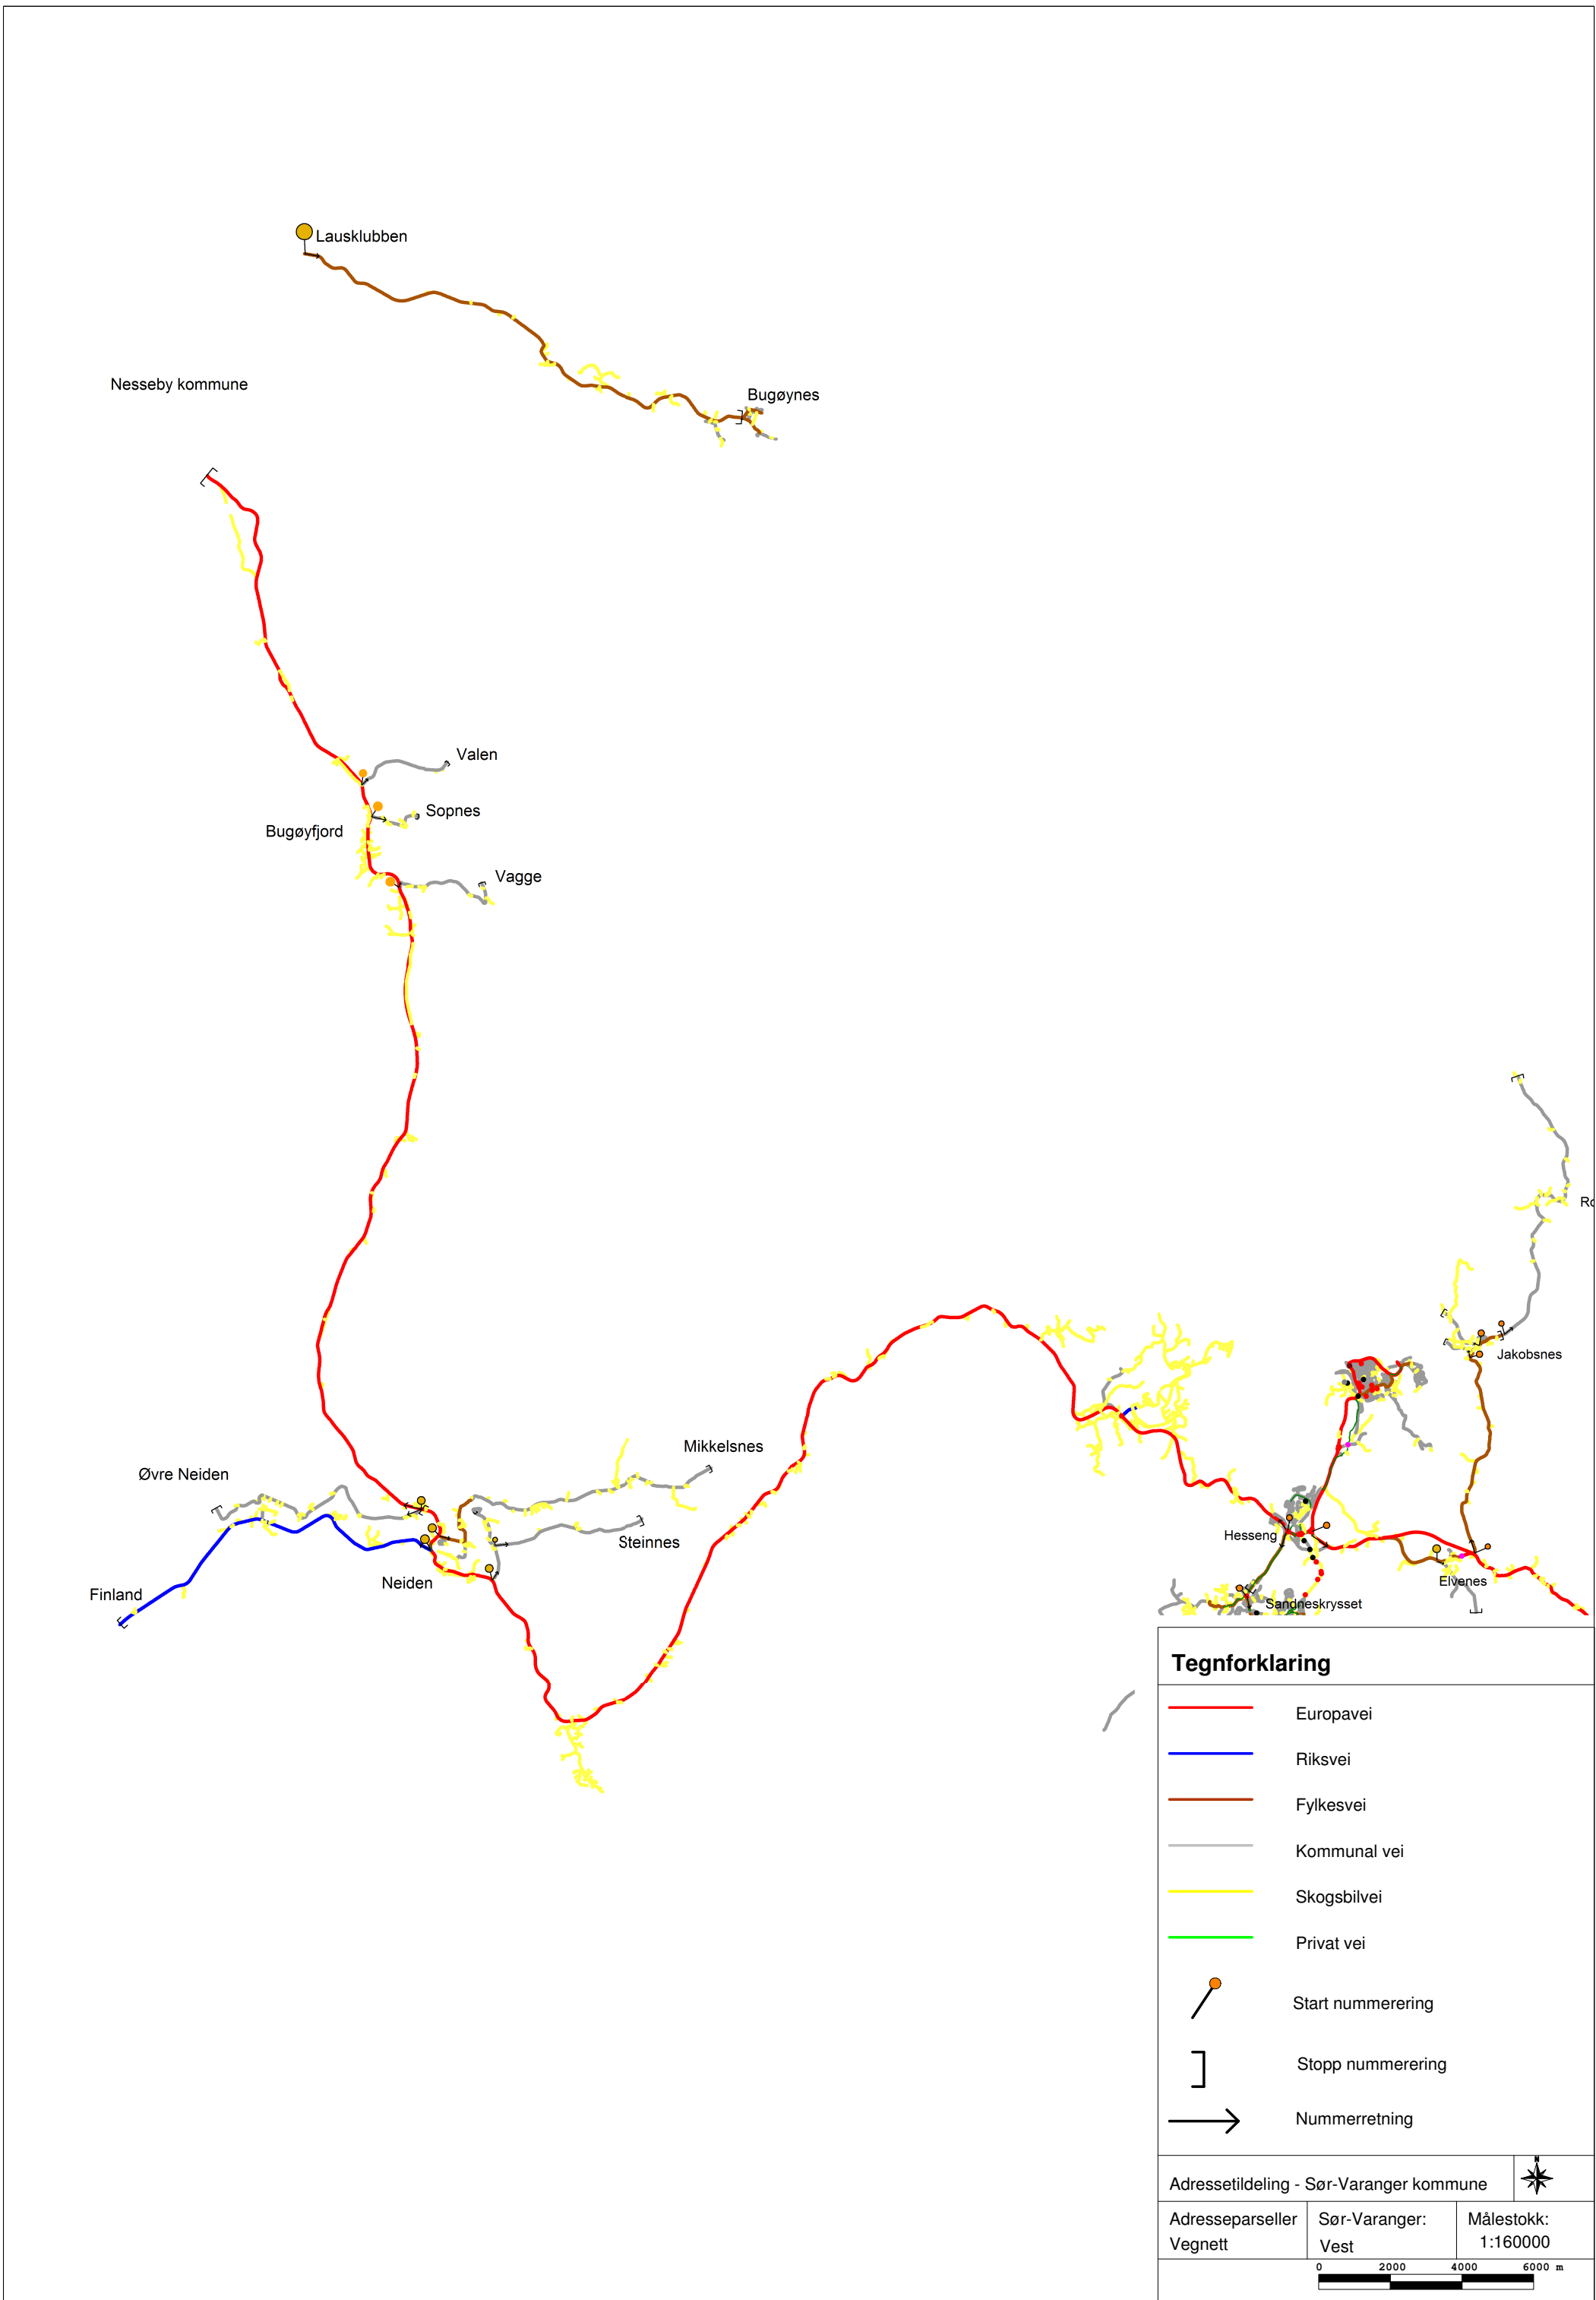 Lausklubben
Nesseby kommune
Bugøynes
Valen
Sopnes
Bugøyfjord
Vagge
Jakobsnes
Mikkelsnes
Øvre Neiden
Hesseng
Steinnes
Neiden
Elvenes
Finland
Sandneskrysset
Tegnforklaring
Europavei
Riksvei
Fylkesvei
Kommunal vei
Skogsbilvei
Privat vei
Start nummerering
Stopp nummerering
Nummerretning
Adressetildeling - Sør-Varanger kommune
N
Adresseparseller
Vegnett
Sør-Varanger:
Vest
Målestokk:
1:160000
0 2000 4000 6000 m